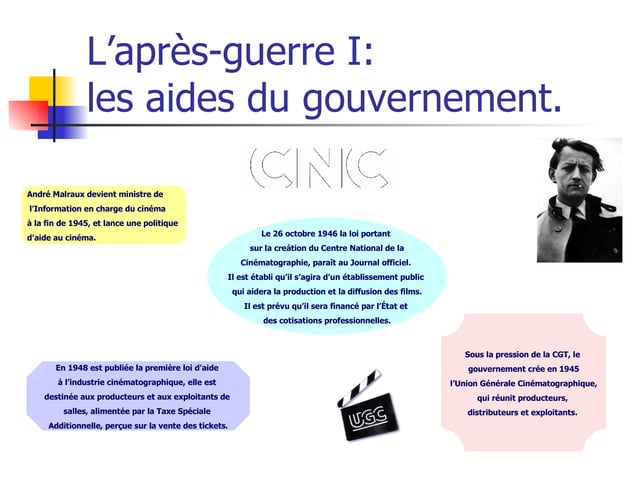 L’après-guerre I:
les aides du gouvernement.
CNC
André Malraux devient ministre de
l’Information en charge du cinéma
à la fin de 1945, et lance une politique
d’aide au cinéma.
Le 26 octobre 1946 la loi portant
sur la creátion du Centre National de la
Cinématographie, paraît au Journal officiel.
Il est établi qu’il s’agira d’un établissement public
qui aidera la production et la diffusion des films.
Il est prévu qu’il sera financé par l’État et
des cotisations professionnelles.
En 1948 est publiée la première loi d’aide
à l’industrie cinématographique, elle est
destinée aux producteurs et aux exploitants de
salles, alimentée par la Taxe Spéciale
Additionnelle, perçue sur la vente des tickets.
UGC
Sous la pression de la CGT, le
gouvernement crée en 1945
l’Union Générale Cinématographique,
qui réunit producteurs,
distributeurs et exploitants.